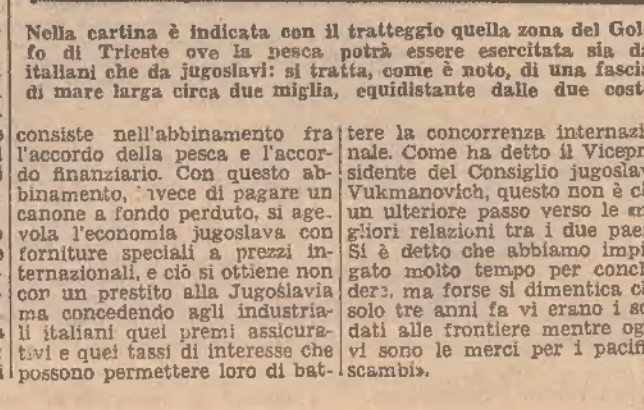 Nella cartina è indicata con il tratteggio quella zona del Gol-
fo di Trieste ove la pesca potrà essere esercitata sia da
italiani che da jugoslavi: si tratta, come è noto, di una fascia
di mare larga circa due miglia, equidistante dalle due cost
consiste nell'abbinamento fra
l'accordo della pesca e l'accor-
do finanziario. Con questo ab-
binamento, invece di pagare un
canone a fondo perduto, si age-
vola l'economia jugoslava con
forniture speciali a prezzi in-
ternazionali, e ciò si ottiene non
con un prestito alla Jugoslavia
ma concedendo agli industria-
li italiani quei premi assicura-
tivi e quei tassi di interesse che
possono permettere loro di bat-
tere la concorrenza internazi
nale. Come ha detto il Vicepr
sidente del Consiglio jugoslav
Vukmanovich, questo non è c
un ulteriore passo verso le m
gliori relazioni tra i due pae
Si è detto che abbiamo impi
gato molto tempo per concl
dere, ma forse si dimentica c
solo tre anni fa vi erano i so
dati alle frontiere mentre og
vi sono le merci per i pacifi
scambi».